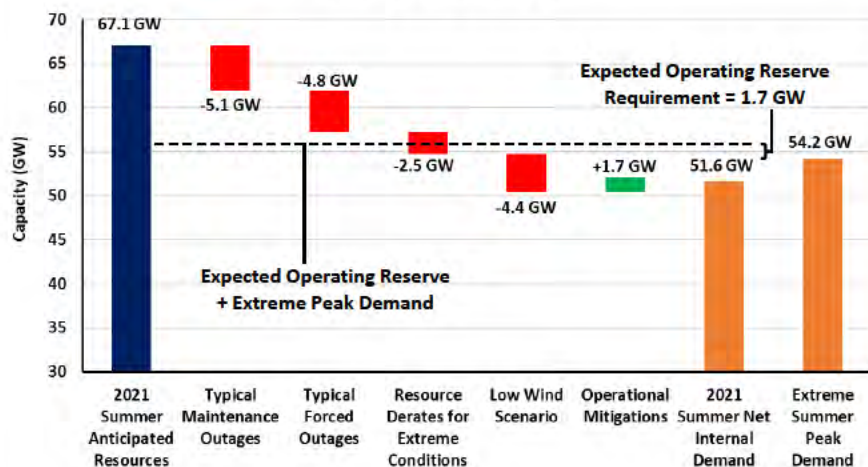 67.1 GW
65
60
55
50
45
40
35
30
Capacity (GW)
-5.1 GW
-4.8 GW
-2.5 GW
-4.4 GW
+1.7 GW
51.6 GW
54.2 GW
Expected Operating Reserve
Requirement = 1.7 GW
Expected Operating Reserve
+ Extreme Peak Demand
2021
Summer
Anticipated
Resources
Typical
Maintenance
Outages
Typical
Forced
Outages
Resource
Derates for
Extreme
Conditions
Low Wind
Scenario
Operational
Mitigations
2021
Summer Net
Internal
Demand
Extreme
Summer
Peak
Demand